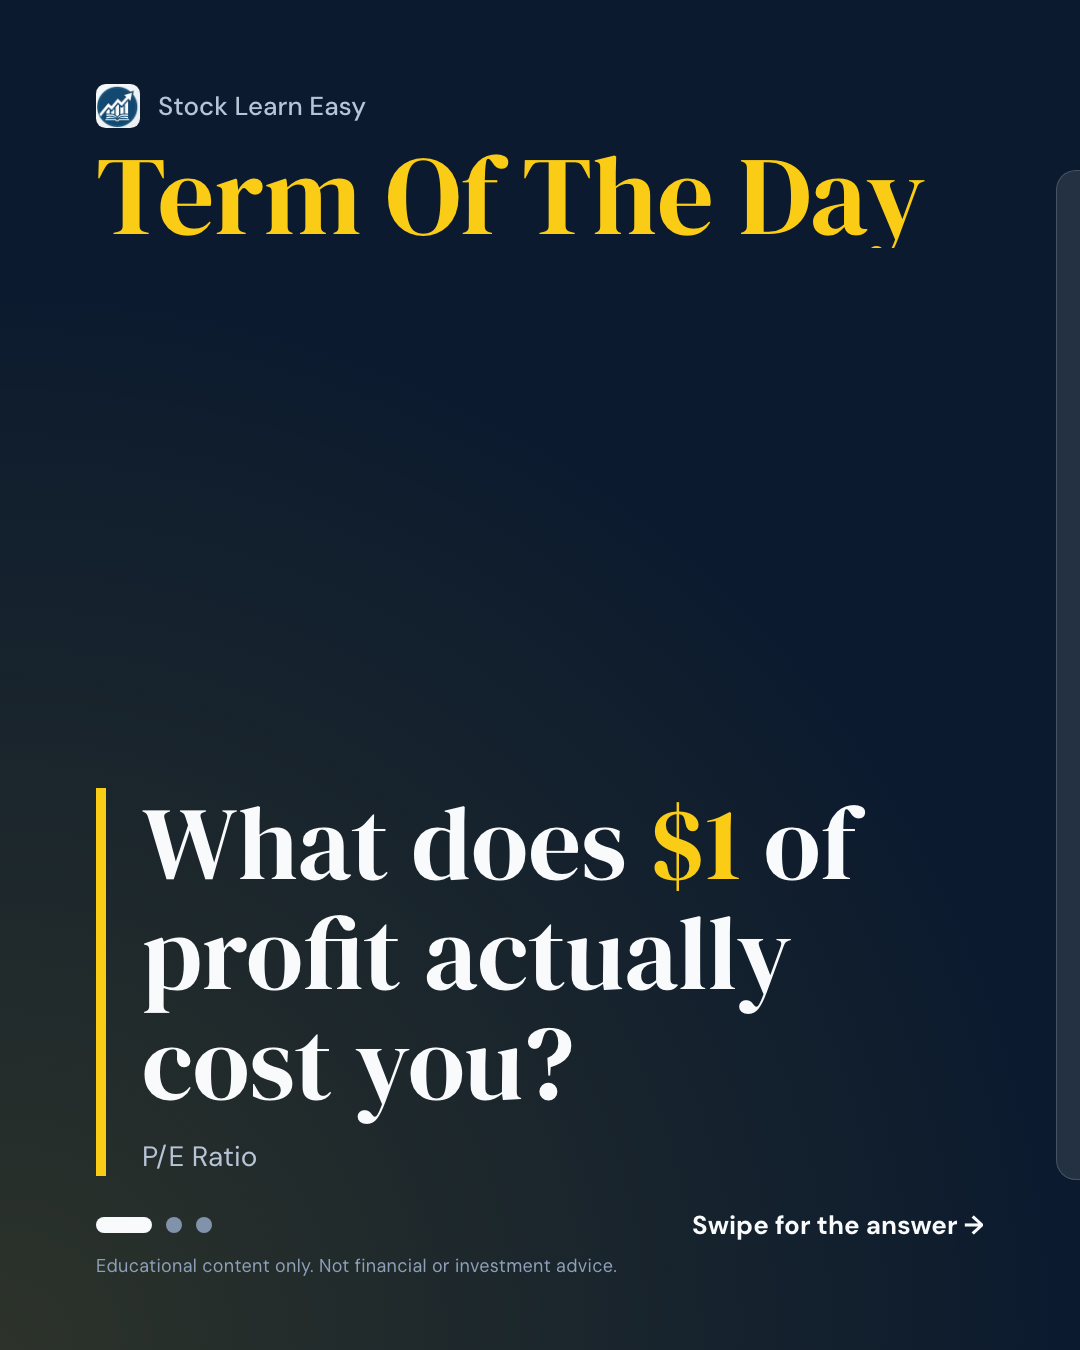 Stock Learn Easy
Term Of The Day
What does $1 of
profit actually
cost you?
P/E Ratio
Swipe for the answer →
Educational content only. Not financial or investment advice.